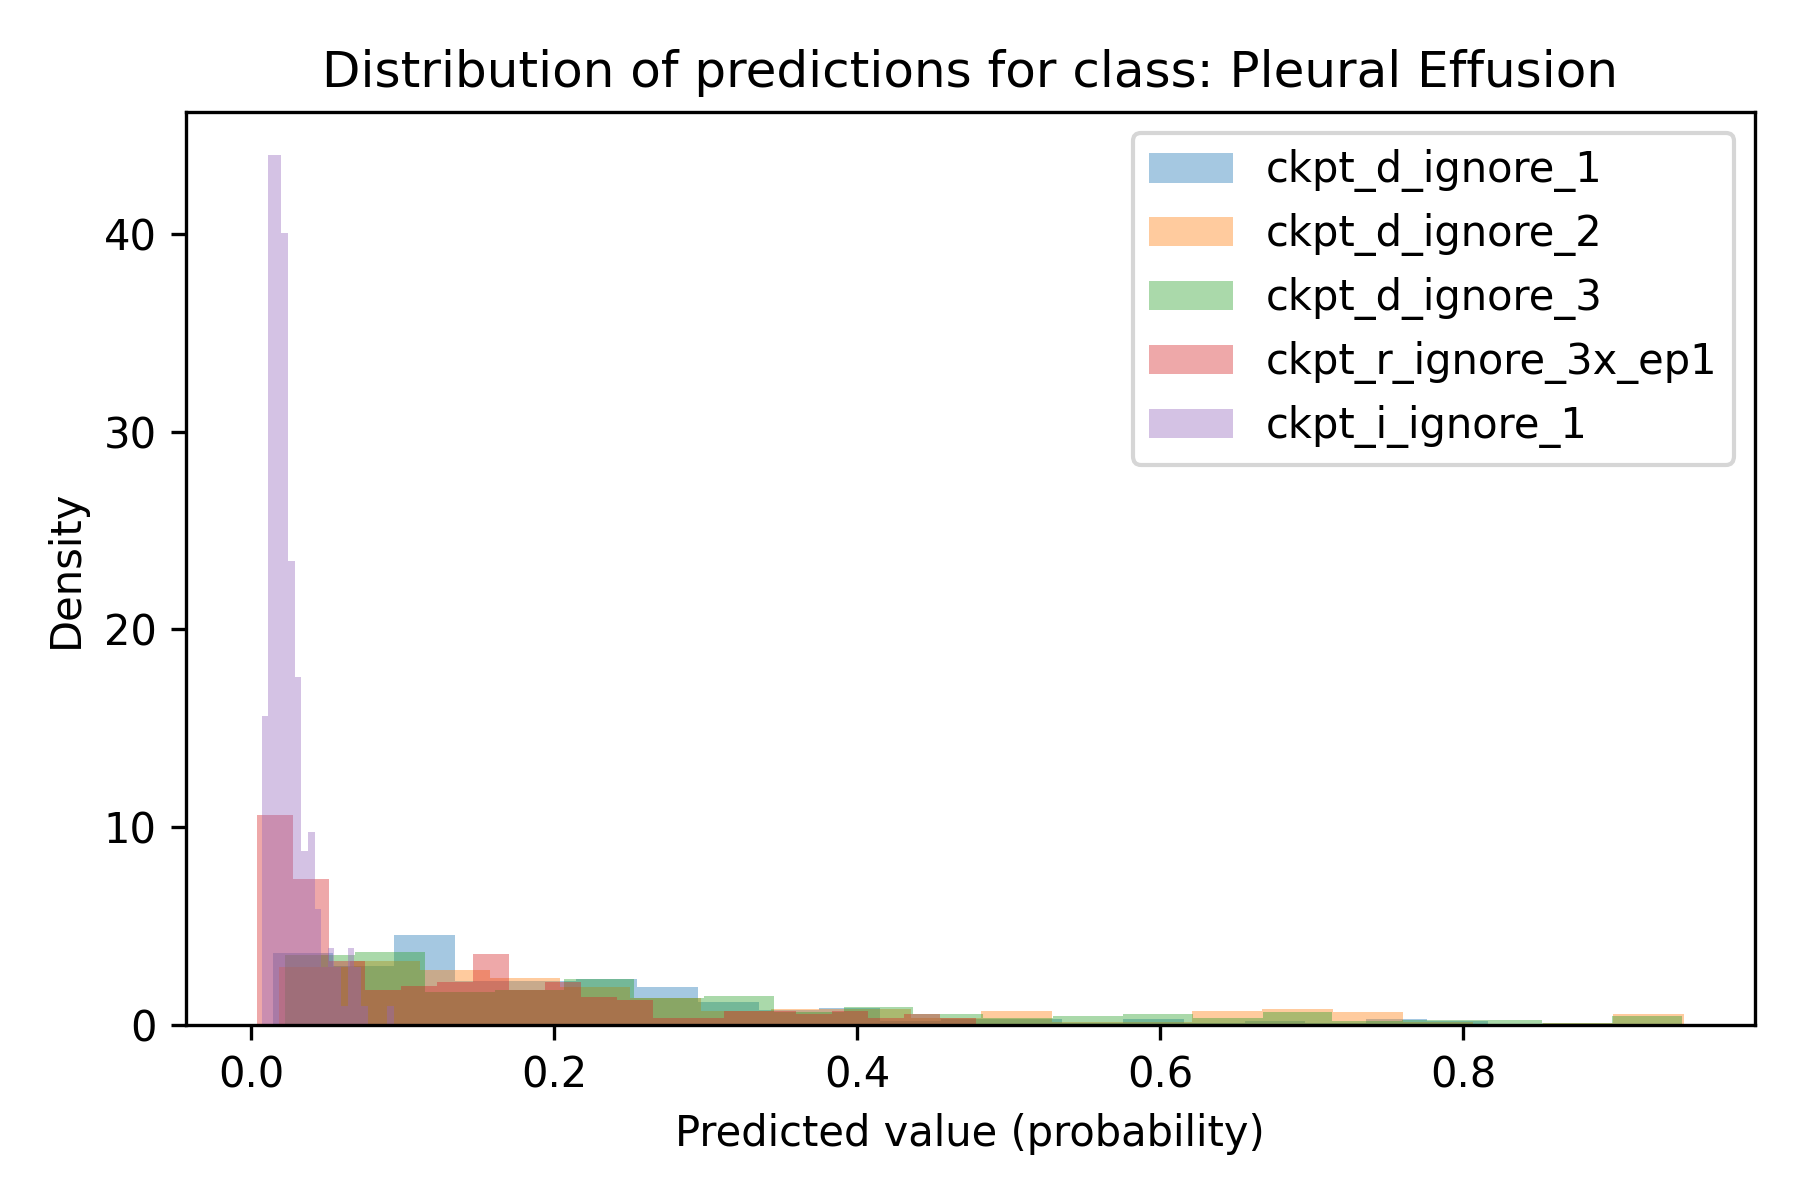 Distribution of predictions for class: Pleural Effusion
ckpt_d_ignore_1
ckpt_d_ignore_2
ckpt_d_ignore_3
ckpt_r_ignore_3x_ep1
ckpt_i_ignore_1
Density
40
30
20
10
0
0.0 0.2 0.4 0.6 0.8
Predicted value (probability)